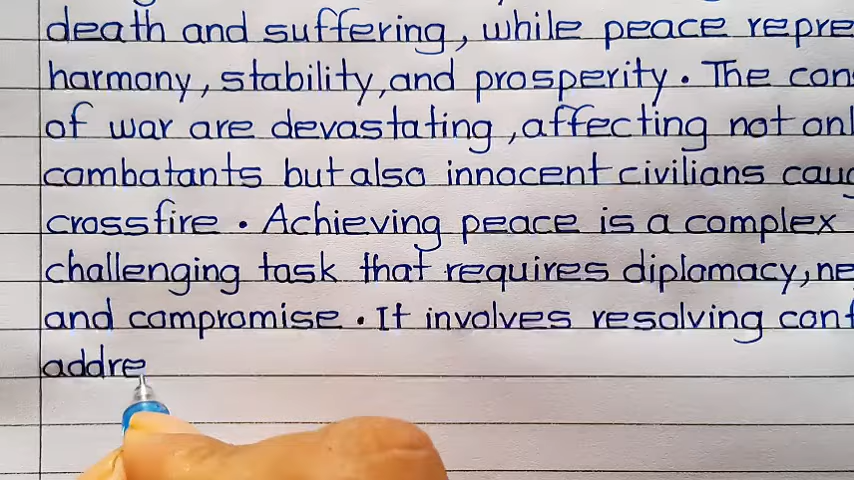 death and suffering, while peace repre
harmony, stability, and prosperity. The con
of war are devastating, affecting not onl
combatants but also innocent civilians caug
crossfire. Achieving peace is a complex
challenging task that requires diplomacy, ne
and compromise. It involves resolving conf
addre